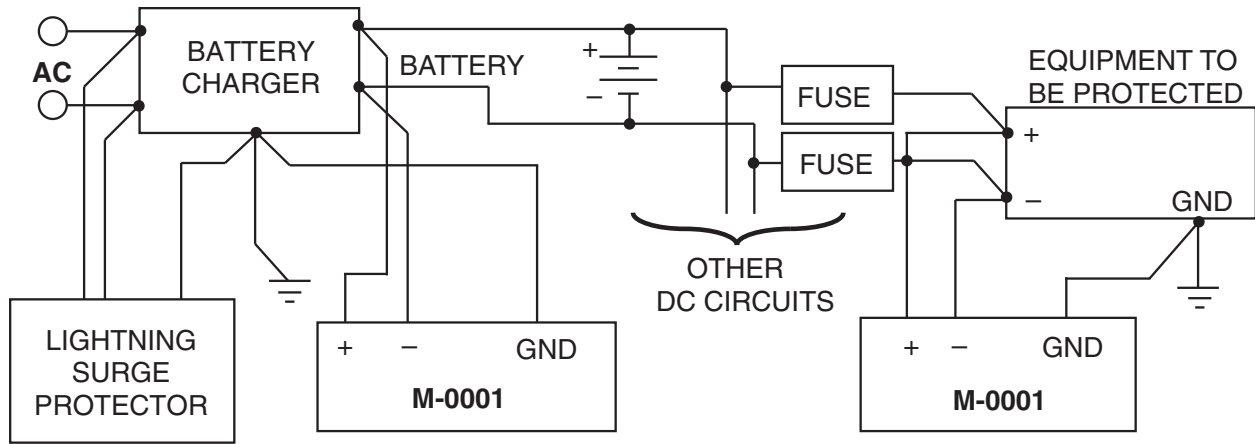 AC
BATTERY
CHARGER
BATTERY
+
−
FUSE
FUSE
EQUIPMENT TO
BE PROTECTED
+
−
GND
OTHER
DC CIRCUITS
LIGHTNING
SURGE
PROTECTOR
+ − GND
M-0001
+ − GND
M-0001